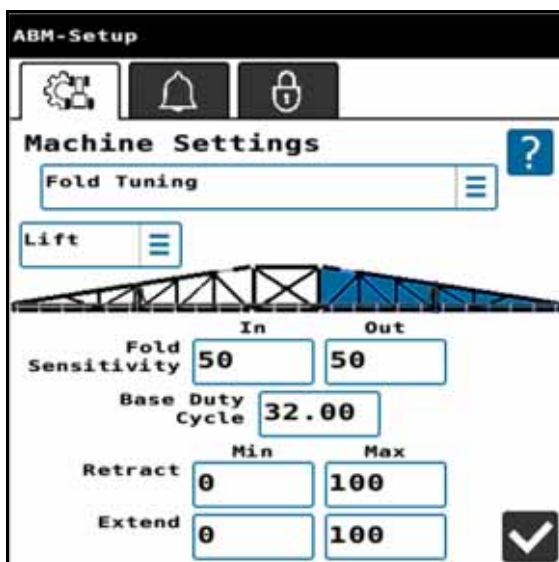 ABM-Setup
Machine Settings
?
Fold Tuning
Lift
In Out
Fold Sensitivity 50 50
Base Duty Cycle 32.00
Min Max
Retract 0 100
Extend 0 100